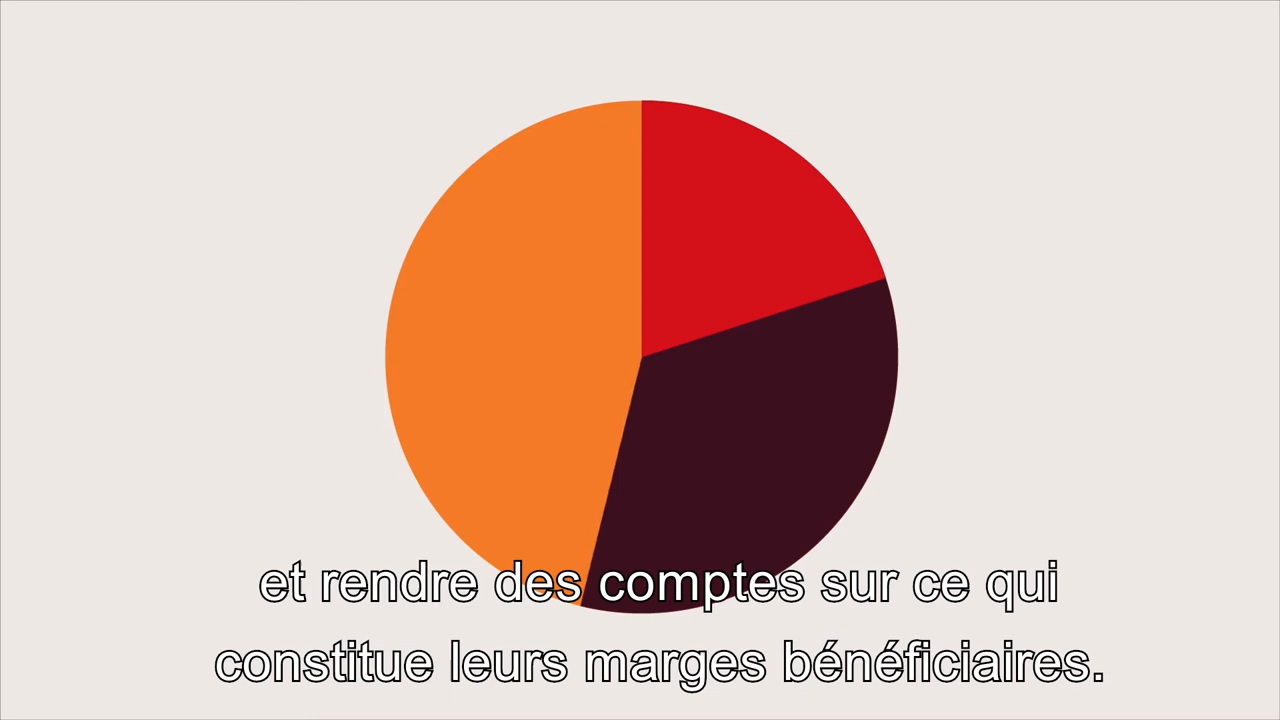 et rendre des comptes sur ce qui
constitue leurs marges bénéficiaires.